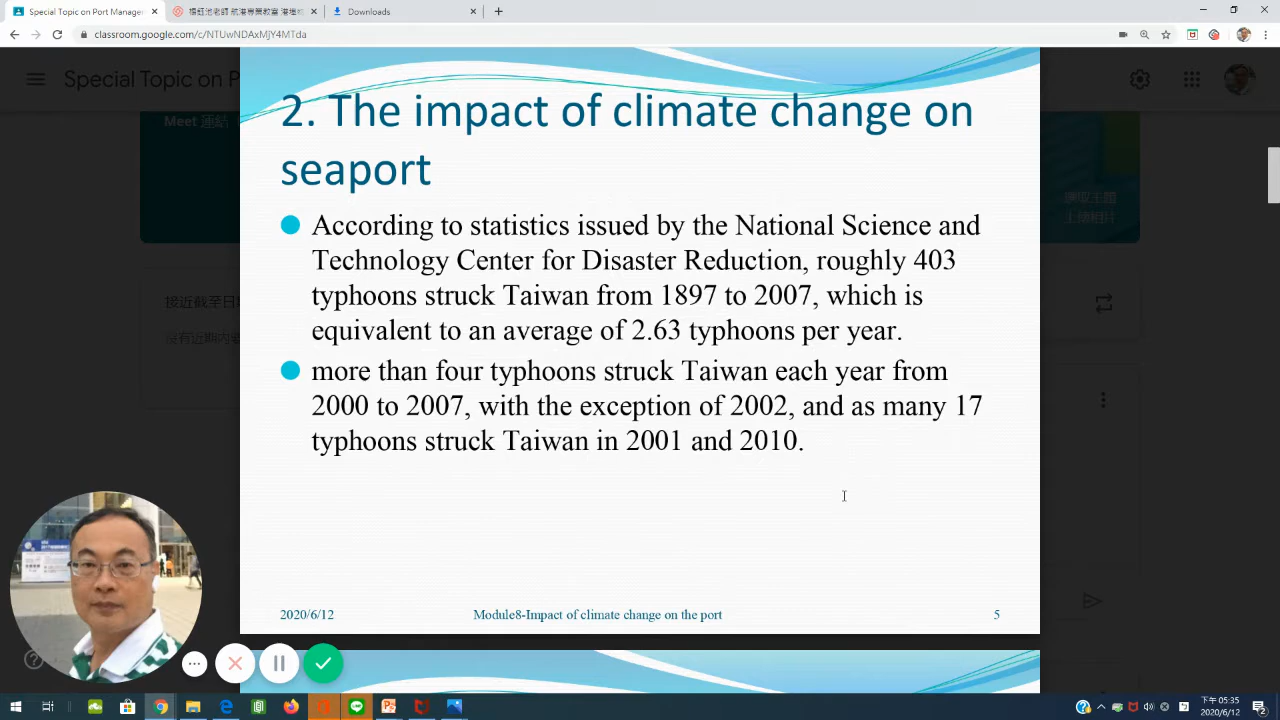 Special Topic on Port Managem
Downloads
classroom.google.com/c/NTUwNDAxMjY4MTda
Special Topic on P
Meet 連結
2. The impact of climate change on
seaport
According to statistics issued by the National Science and
Technology Center for Disaster Reduction, roughly 403
typhoons struck Taiwan from 1897 to 2007, which is
equivalent to an average of 2.63 typhoons per year.
more than four typhoons struck Taiwan each year from
2000 to 2007, with the exception of 2002, and as many 17
typhoons struck Taiwan in 2001 and 2010.
2020/6/12
Module8-Impact of climate change on the port
5
下午 05:35
2020/6/12